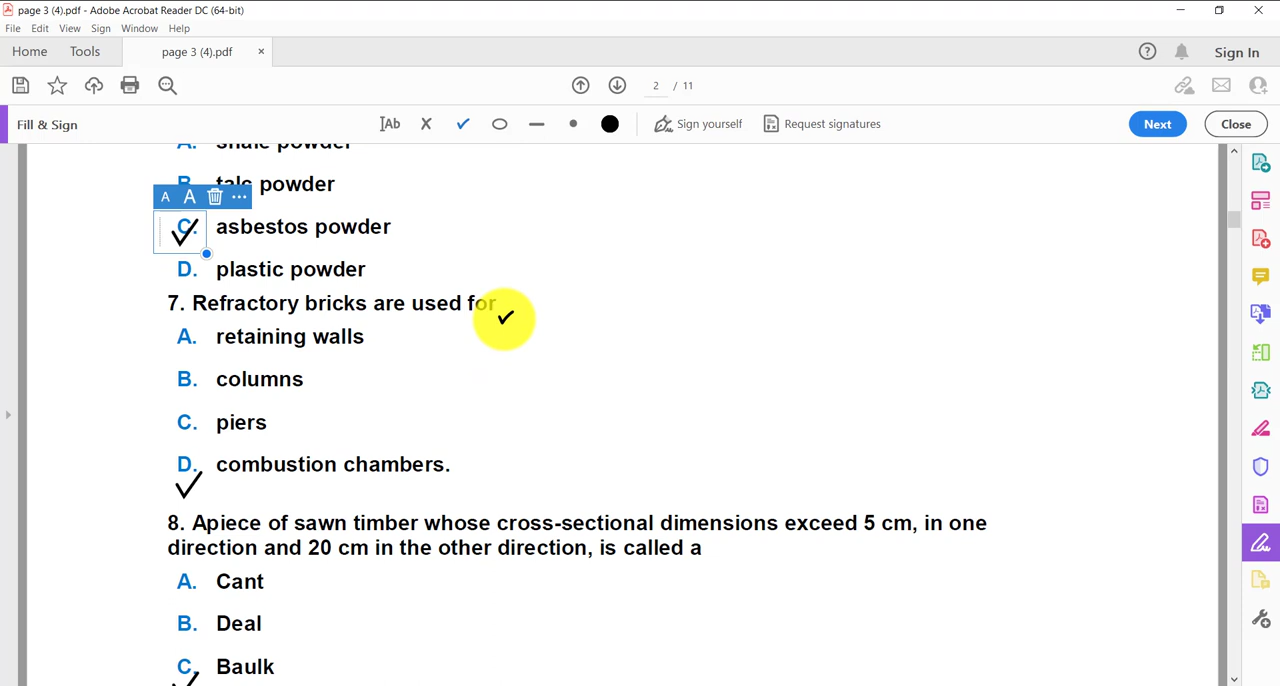 page 3 (4).pdf - Adobe Acrobat Reader DC (64-bit)
File Edit View Sign Window Help
Home Tools page 3 (4).pdf × Sign In
2 / 11
Fill & Sign Ab Sign yourself Request signatures Next Close
A. shale powder
B. talc powder
A A
C. asbestos powder
D. plastic powder
7. Refractory bricks are used for
A. retaining walls
B. columns
C. piers
D. combustion chambers.
8. Apiece of sawn timber whose cross-sectional dimensions exceed 5 cm, in one
direction and 20 cm in the other direction, is called a
A. Cant
B. Deal
C. Baulk